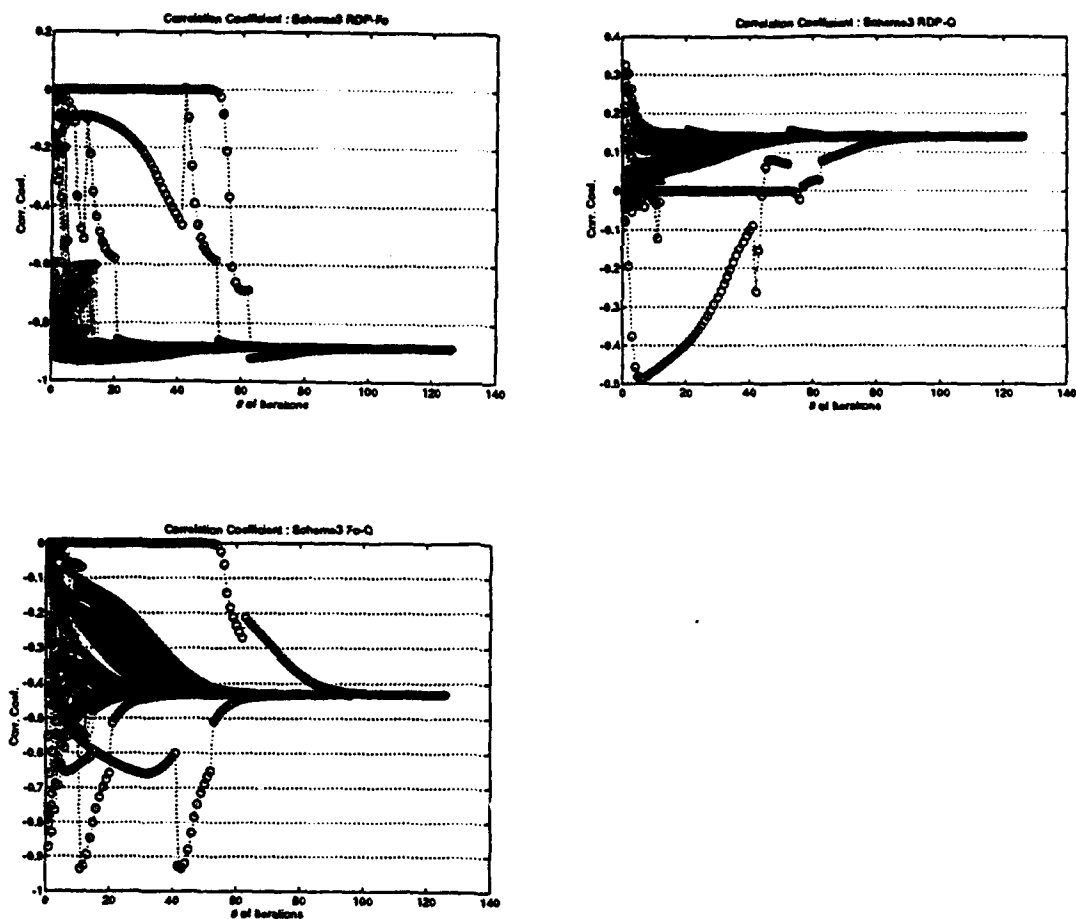 Correlation Coefficient : Scheme3 RDP-Fo
0.2
0
-0.2
-0.4
-0.6
-0.8
-1
Corr. Coef.
0 20 40 60 80 100 120 140
# of Iterations
Correlation Coefficient : Scheme3 RDP-Q
0.4
0.3
0.2
0.1
0
-0.1
-0.2
-0.3
-0.4
-0.5
Corr. Coef.
0 20 40 60 80 100 120 140
# of Iterations
Correlation Coefficient : Scheme3 Fo-Q
0
-0.1
-0.2
-0.3
-0.4
-0.5
-0.6
-0.7
-0.8
-0.9
-1
Corr. Coef.
0 20 40 60 80 100 120 140
# of Iterations